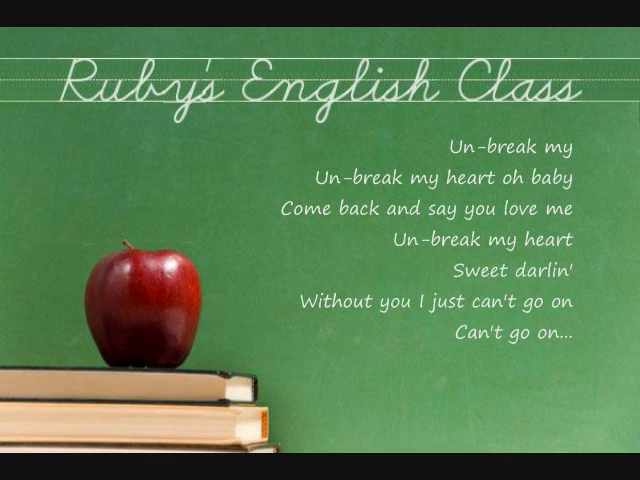 Ruby's English Class
Un-break my
Un-break my heart oh baby
Come back and say you love me
Un-break my heart
Sweet darlin'
Without you I just can't go on
Can't go on...